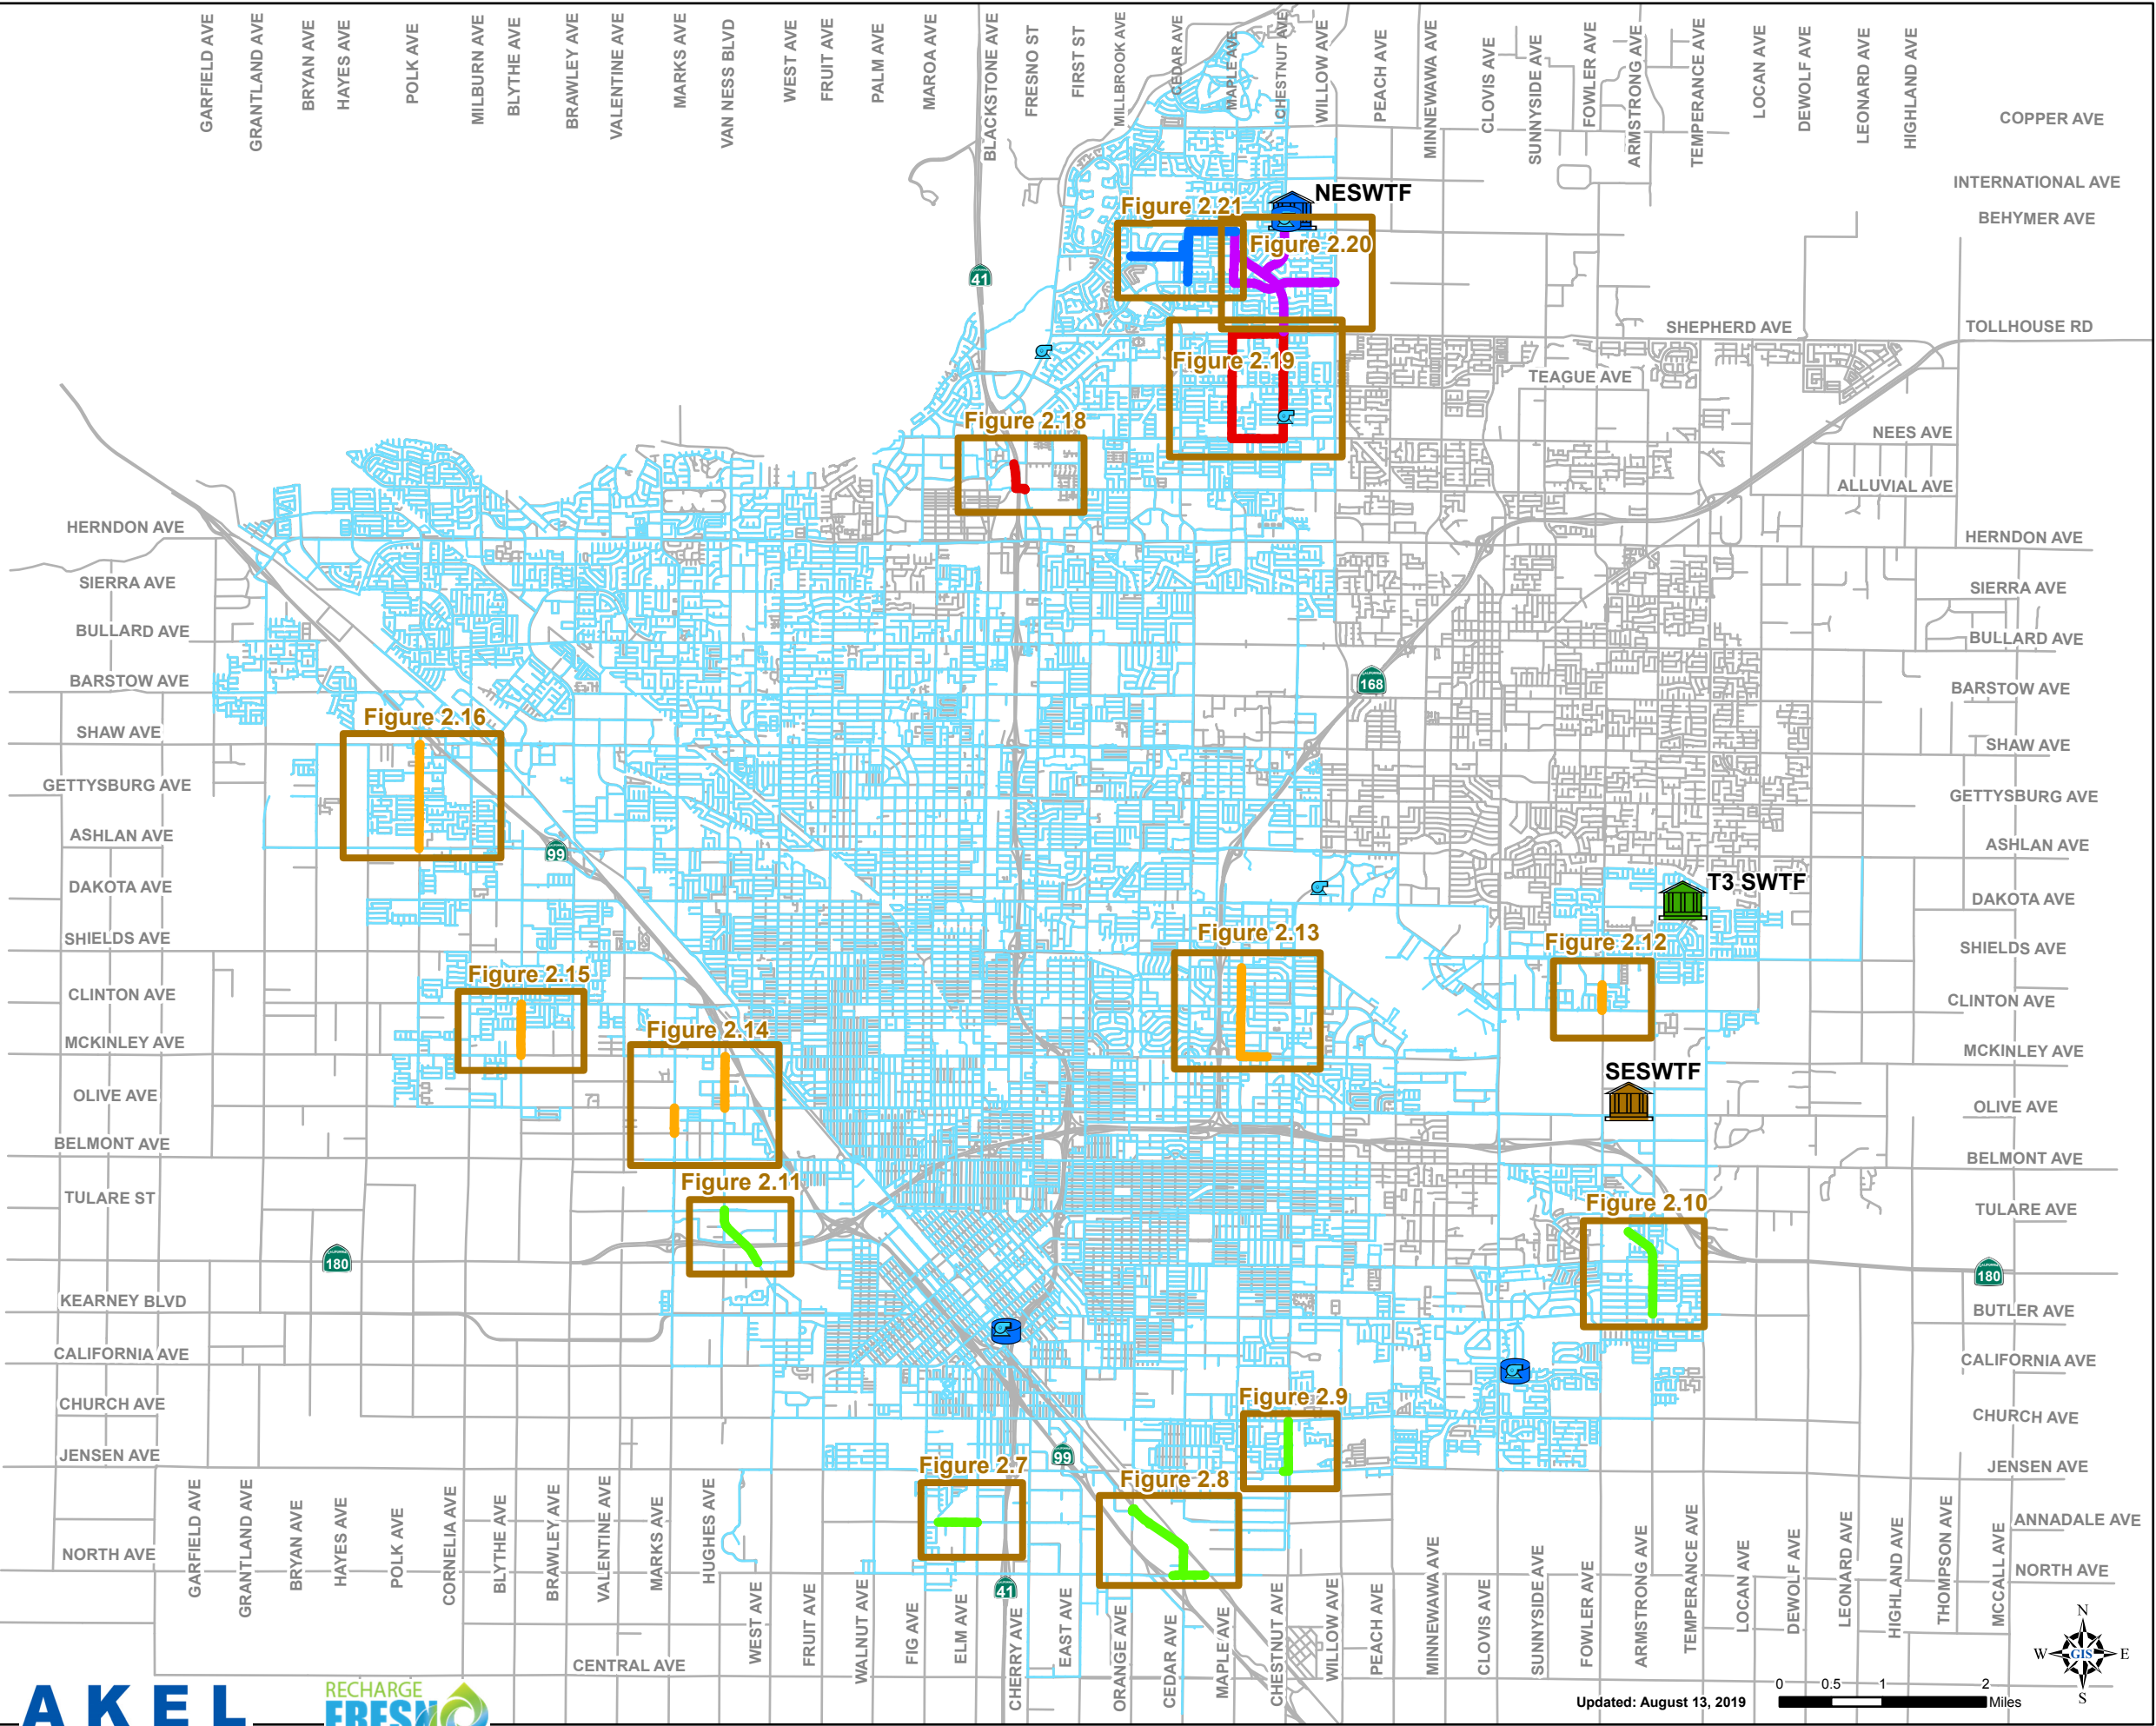 GARFIELD AVE
GRANTLAND AVE
BRYAN AVE
HAYES AVE
POLK AVE
MILBURN AVE
BLYTHE AVE
BRAWLEY AVE
VALENTINE AVE
MARKS AVE
VAN NESS BLVD
WEST AVE
FRUIT AVE
PALM AVE
MAROA AVE
BLACKSTONE AVE
FRESNO ST
FIRST ST
MILLBROOK AVE
CEDAR AVE
MAPLE AVE
CHESTNUT AVE
WILLOW AVE
PEACH AVE
MINNEWAWA AVE
CLOVIS AVE
SUNNYSIDE AVE
FOWLER AVE
ARMSTRONG AVE
TEMPERANCE AVE
LOCAN AVE
DEWOLF AVE
LEONARD AVE
HIGHLAND AVE
COPPER AVE
INTERNATIONAL AVE
BEHYMER AVE
NESWTF
Figure 2.21
Figure 2.20
41
SHEPHERD AVE
TOLLHOUSE RD
Figure 2.19
TEAGUE AVE
Figure 2.18
NEES AVE
ALLUVIAL AVE
HERNDON AVE
HERNDON AVE
SIERRA AVE
SIERRA AVE
BULLARD AVE
BULLARD AVE
BARSTOW AVE
168
BARSTOW AVE
Figure 2.16
SHAW AVE
SHAW AVE
GETTYSBURG AVE
GETTYSBURG AVE
ASHLAN AVE
99
ASHLAN AVE
DAKOTA AVE
T3 SWTF
DAKOTA AVE
SHIELDS AVE
Figure 2.13
Figure 2.12
SHIELDS AVE
Figure 2.15
CLINTON AVE
CLINTON AVE
Figure 2.14
MCKINLEY AVE
MCKINLEY AVE
SESWTF
OLIVE AVE
OLIVE AVE
BELMONT AVE
BELMONT AVE
Figure 2.11
TULARE ST
Figure 2.10
TULARE AVE
180
180
KEARNEY BLVD
BUTLER AVE
CALIFORNIA AVE
CALIFORNIA AVE
CHURCH AVE
Figure 2.9
CHURCH AVE
JENSEN AVE
99
Figure 2.7
Figure 2.8
JENSEN AVE
ANNADALE AVE
NORTH AVE
NORTH AVE
41
GARFIELD AVE
GRANTLAND AVE
BRYAN AVE
HAYES AVE
POLK AVE
CORNELIA AVE
BLYTHE AVE
BRAWLEY AVE
VALENTINE AVE
MARKS AVE
HUGHES AVE
WEST AVE
FRUIT AVE
WALNUT AVE
FIG AVE
ELM AVE
CHERRY AVE
EAST AVE
ORANGE AVE
CEDAR AVE
MAPLE AVE
CHESTNUT AVE
WILLOW AVE
PEACH AVE
MINNEWAWA AVE
CLOVIS AVE
SUNNYSIDE AVE
FOWLER AVE
ARMSTRONG AVE
TEMPERANCE AVE
LOCAN AVE
DEWOLF AVE
LEONARD AVE
HIGHLAND AVE
THOMPSON AVE
MCCALL AVE
CENTRAL AVE
N
W GIS E
S
0 0.5 1 2
Miles
Updated: August 13, 2019
AKEL
RECHARGE
FRESNO